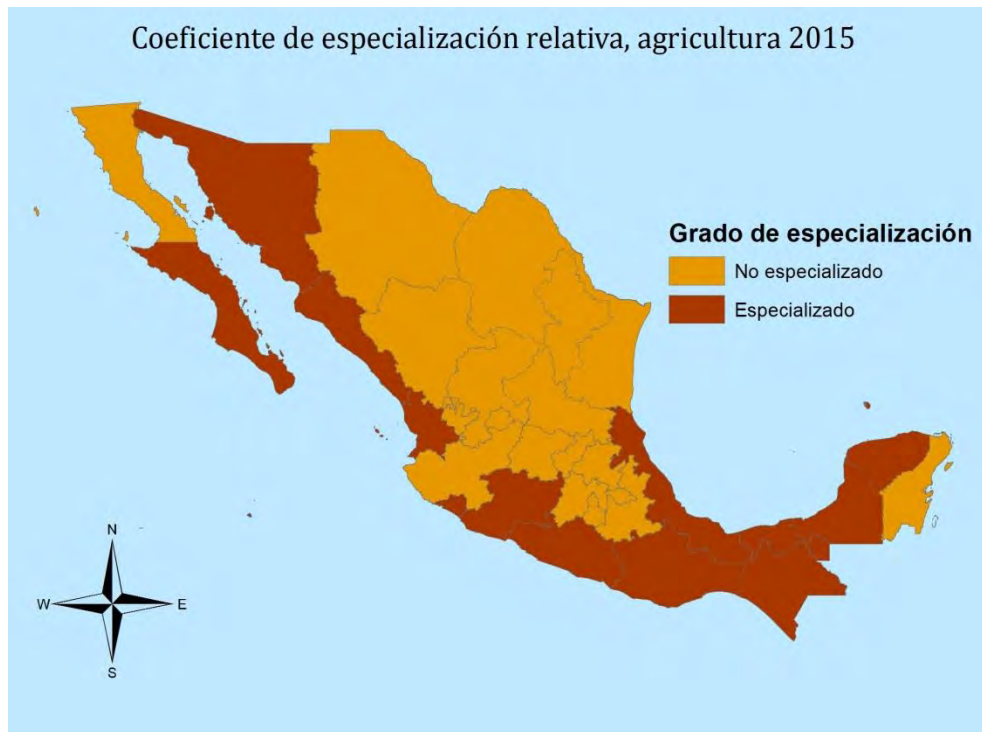 Coeficiente de especialización relativa, agricultura 2015
Grado de especialización
No especializado
Especializado
N
W
E
S